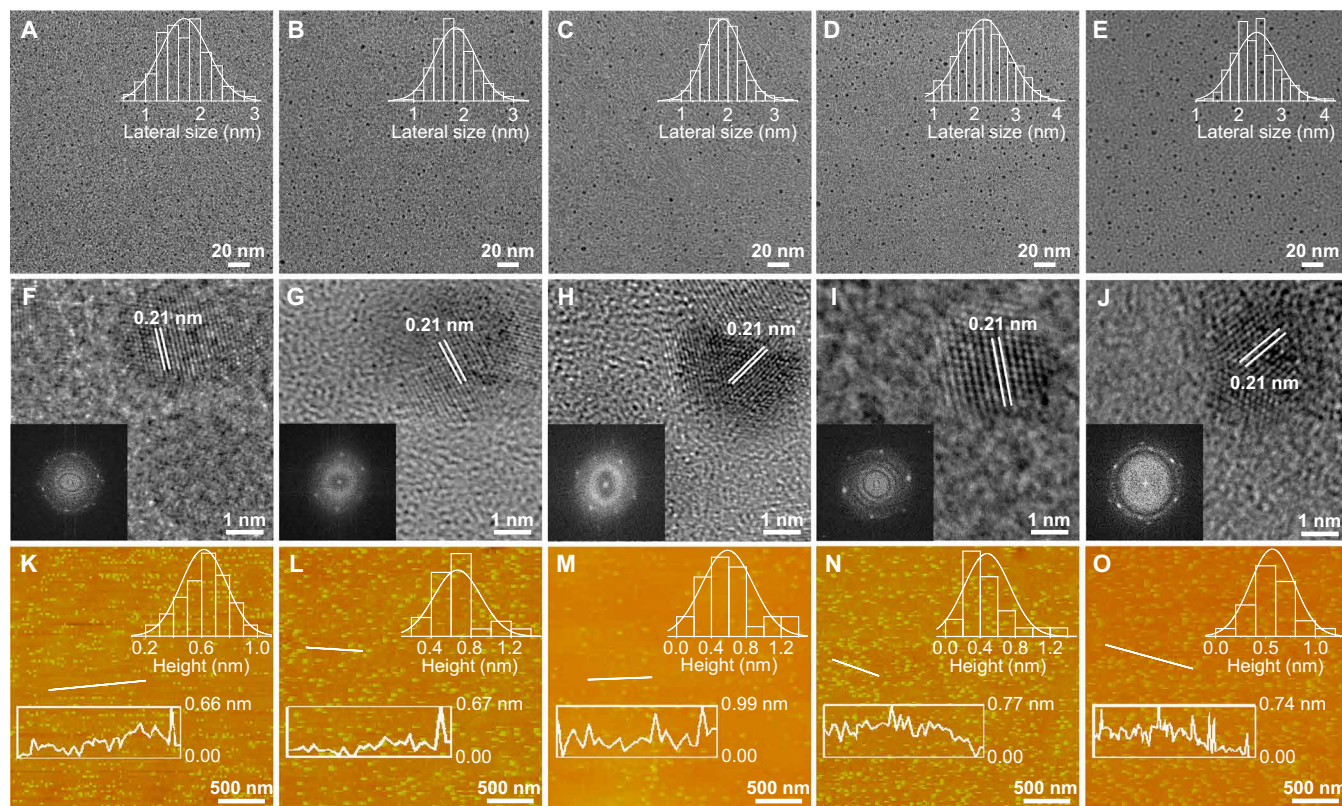 A
1 2 3
Lateral size (nm)
20 nm
B
1 2 3
Lateral size (nm)
20 nm
C
1 2 3
Lateral size (nm)
20 nm
D
1 2 3 4
Lateral size (nm)
20 nm
E
1 2 3 4
Lateral size (nm)
20 nm
F
0.21 nm
1 nm
G
0.21 nm
1 nm
H
0.21 nm
1 nm
I
0.21 nm
1 nm
J
0.21 nm
1 nm
K
0.2 0.6 1.0
Height (nm)
0.66 nm
0.00
500 nm
L
0.4 0.8 1.2
Height (nm)
0.67 nm
0.00
500 nm
M
0.0 0.4 0.8 1.2
Height (nm)
0.99 nm
0.00
500 nm
N
0.0 0.4 0.8 1.2
Height (nm)
0.77 nm
0.00
500 nm
O
0.0 0.5 1.0
Height (nm)
0.74 nm
0.00
500 nm